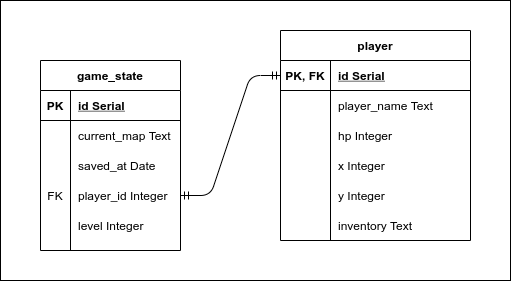 game_state
PK id Serial
current_map Text
saved_at Date
FK player_id Integer
level Integer
player
PK, FK id Serial
player_name Text
hp Integer
x Integer
y Integer
inventory Text